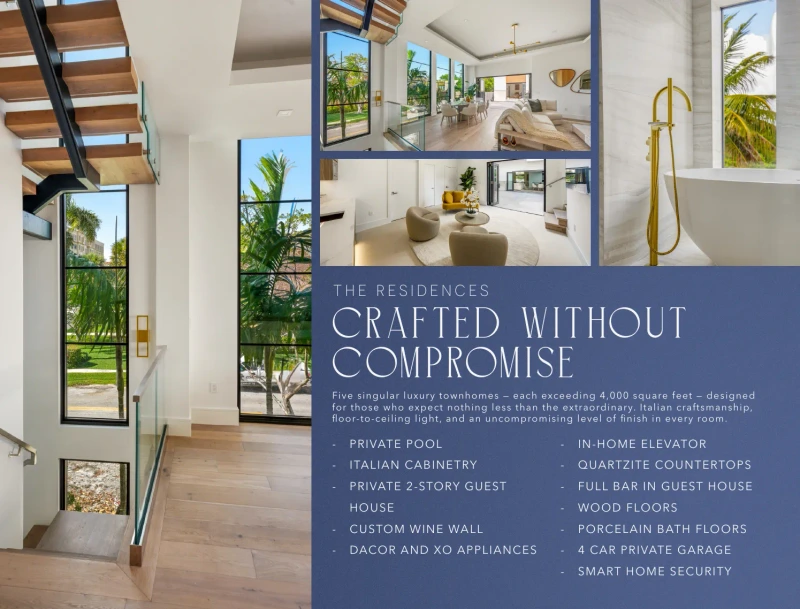 THE RESIDENCES
CRAFTED WITHOUT
COMPROMISE
Five singular luxury townhomes – each exceeding 4,000 square feet – designed
for those who expect nothing less than the extraordinary. Italian craftsmanship,
floor-to-ceiling light, and an uncompromising level of finish in every room.
- PRIVATE POOL
- ITALIAN CABINETRY
- PRIVATE 2-STORY GUEST
HOUSE
- CUSTOM WINE WALL
- DACOR AND XO APPLIANCES
- IN-HOME ELEVATOR
- QUARTZITE COUNTERTOPS
- FULL BAR IN GUEST HOUSE
- WOOD FLOORS
- PORCELAIN BATH FLOORS
- 4 CAR PRIVATE GARAGE
- SMART HOME SECURITY